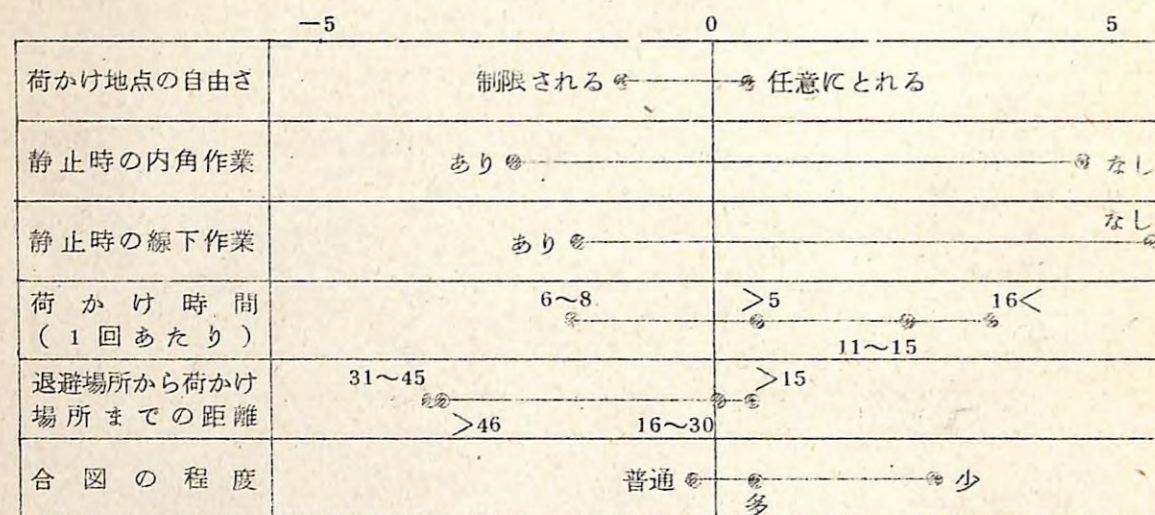 －5 0 5
荷かけ地点の自由さ 制限される 任意にとれる
静止時の内角作業 あり なし
静止時の線下作業 あり なし
荷かけ時間 6〜8 ＞5 16＜
(1回あたり) 11〜15
退避場所から荷かけ 31〜45 ＞15
場所までの距離 ＞46 16〜30
合図の程度 普通 多 少